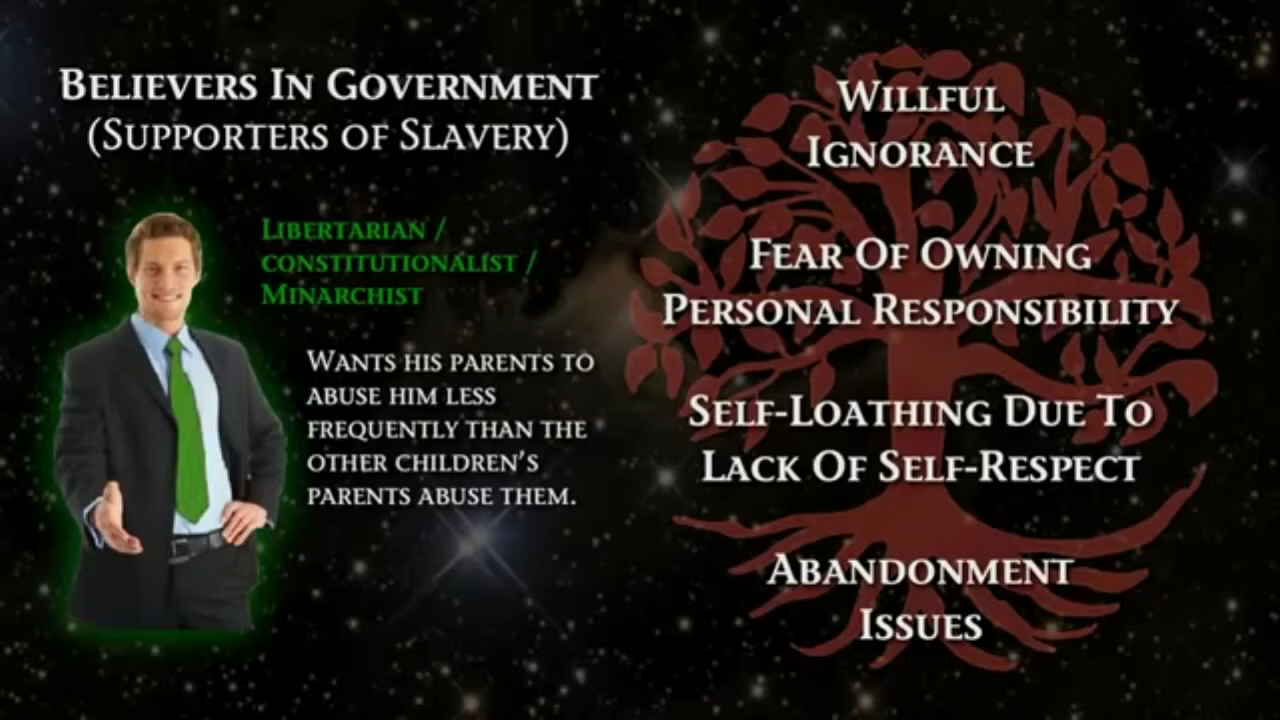 Believers In Government
(Supporters of Slavery)
Libertarian /
constitutionalist /
Minarchist
Wants his parents to
abuse him less
frequently than the
other children's
parents abuse them.
Willful
Ignorance
Fear Of Owning
Personal Responsibility
Self-Loathing Due To
Lack Of Self-Respect
Abandonment
Issues